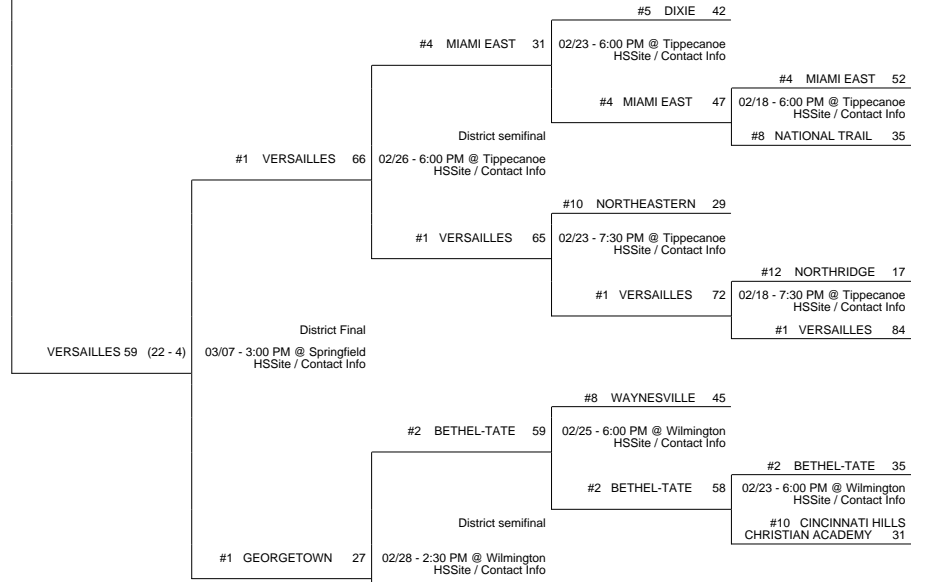 #5 DIXIE 42
#4 MIAMI EAST 31
02/23 - 6:00 PM @ Tippecanoe
HSSite / Contact Info
#4 MIAMI EAST 52
#4 MIAMI EAST 47
02/18 - 6:00 PM @ Tippecanoe
HSSite / Contact Info
#8 NATIONAL TRAIL 35
District semifinal
#1 VERSAILLES 66
02/26 - 6:00 PM @ Tippecanoe
HSSite / Contact Info
#10 NORTHEASTERN 29
#1 VERSAILLES 65
02/23 - 7:30 PM @ Tippecanoe
HSSite / Contact Info
#12 NORTHRIDGE 17
#1 VERSAILLES 72
02/18 - 7:30 PM @ Tippecanoe
HSSite / Contact Info
#1 VERSAILLES 84
District Final
VERSAILLES 59 (22 - 4)
03/07 - 3:00 PM @ Springfield
HSSite / Contact Info
#8 WAYNESVILLE 45
#2 BETHEL-TATE 59
02/25 - 6:00 PM @ Wilmington
HSSite / Contact Info
#2 BETHEL-TATE 35
#2 BETHEL-TATE 58
02/23 - 6:00 PM @ Wilmington
HSSite / Contact Info
#10 CINCINNATI HILLS
CHRISTIAN ACADEMY 31
District semifinal
#1 GEORGETOWN 27
02/28 - 2:30 PM @ Wilmington
HSSite / Contact Info